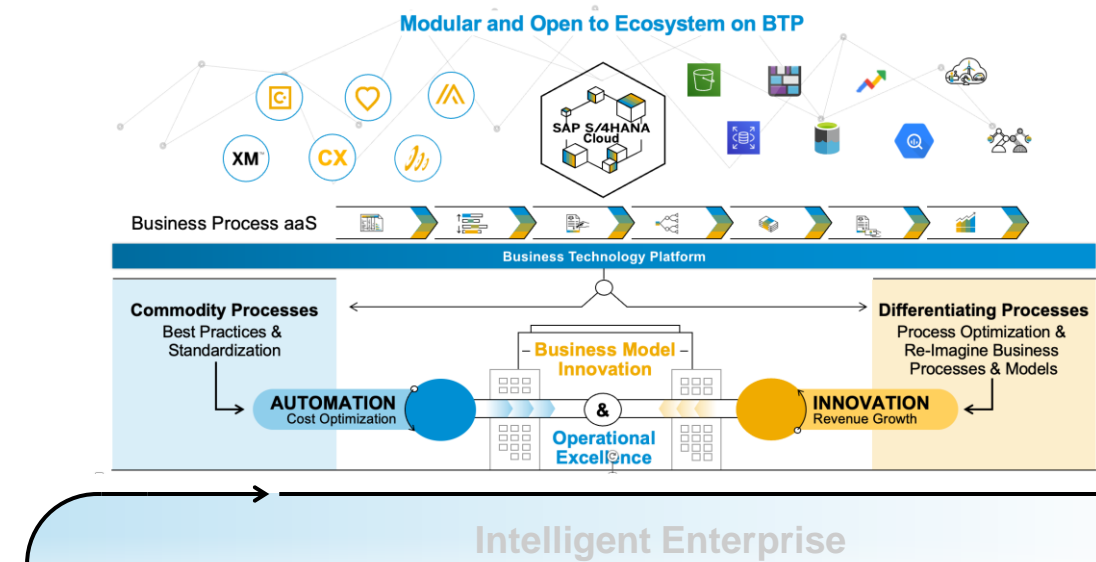 Modular and Open to Ecosystem on BTP
C
XM™
CX
SAP S/4HANA
Cloud
Business Process aaS
Business Technology Platform
Commodity Processes
Best Practices &
Standardization
AUTOMATION
Cost Optimization
Business Model
Innovation
&
Operational
Excellence
Differentiating Processes
Process Optimization &
Re-Imagine Business
Processes & Models
INNOVATION
Revenue Growth
Intelligent Enterprise